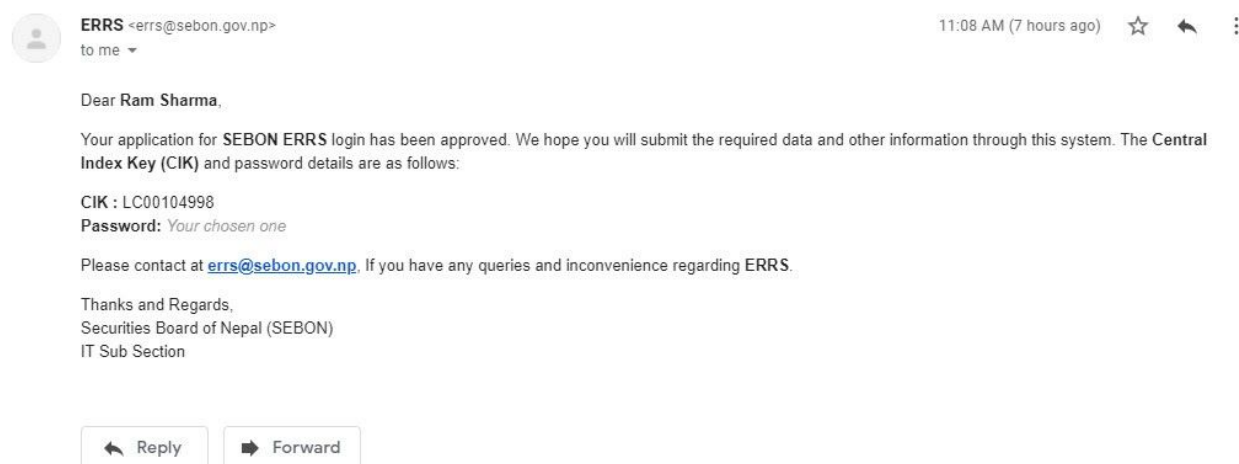 ERRS <errs@sebon.gov.np>
11:08 AM (7 hours ago)
to me
Dear Ram Sharma,
Your application for SEBON ERRS login has been approved. We hope you will submit the required data and other information through this system. The Central
Index Key (CIK) and password details are as follows:
CIK : LC00104998
Password: Your chosen one
Please contact at errs@sebon.gov.np, If you have any queries and inconvenience regarding ERRS.
Thanks and Regards,
Securities Board of Nepal (SEBON)
IT Sub Section
Reply
Forward